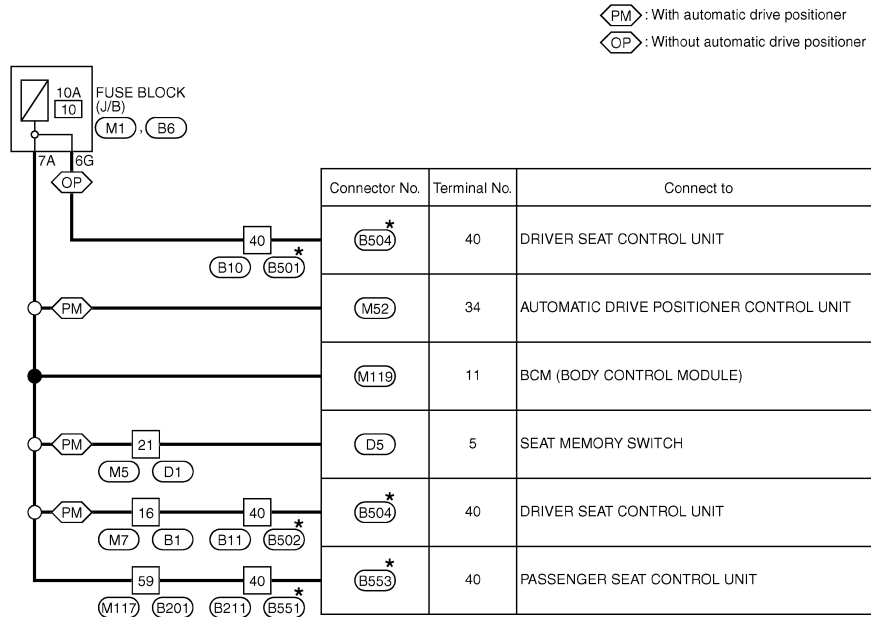 PM : With automatic drive positioner
OP : Without automatic drive positioner
10A
10
FUSE BLOCK
(J/B)
M1 , B6
7A 6G
OP
Connector No. Terminal No. Connect to
40 B504* 40 DRIVER SEAT CONTROL UNIT
B10 B501*
PM M52 34 AUTOMATIC DRIVE POSITIONER CONTROL UNIT
M119 11 BCM (BODY CONTROL MODULE)
PM 21 D5 5 SEAT MEMORY SWITCH
M5 D1
PM 16 40 B504* 40 DRIVER SEAT CONTROL UNIT
M7 B1 B11 B502*
59 40 B553* 40 PASSENGER SEAT CONTROL UNIT
M117 B201 B211 B551*